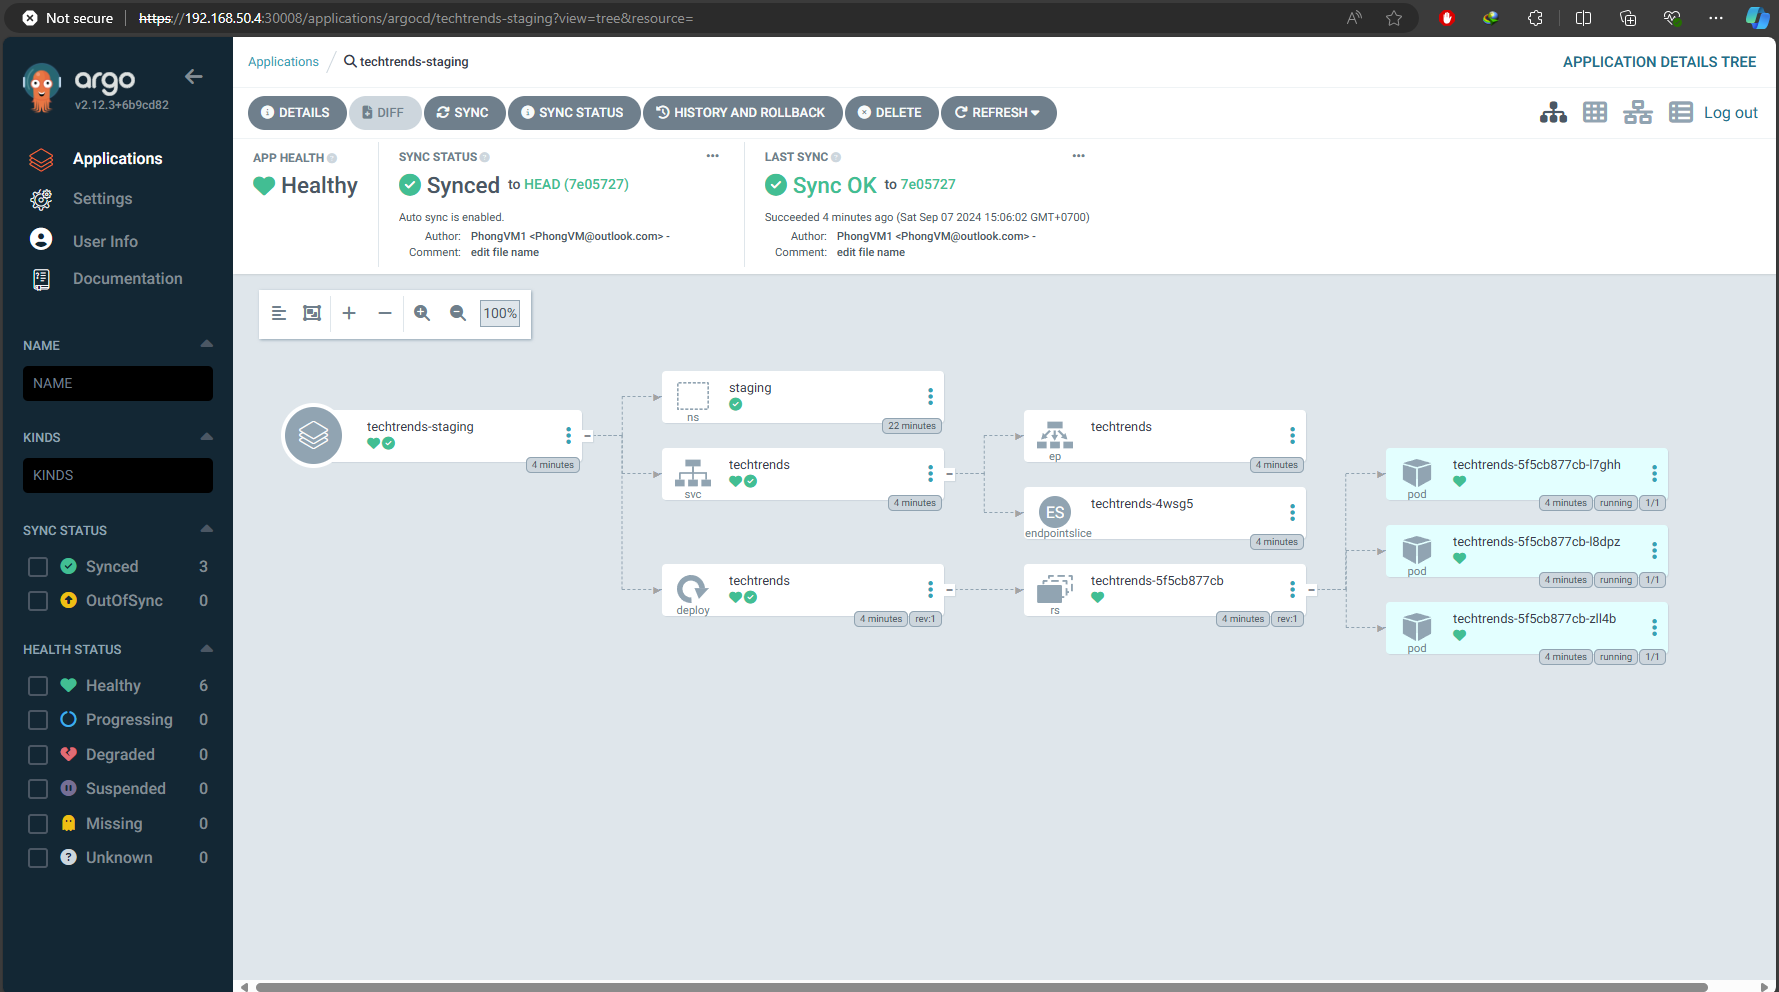 Not secure
https://192.168.50.4:30008/applications/argocd/techtrends-staging?view=tree&resource=
argo
v2.12.3+6b9cd82
Applications
Settings
User Info
Documentation
NAME
NAME
KINDS
KINDS
SYNC STATUS
Synced 3
OutOfSync 0
HEALTH STATUS
Healthy 6
Progressing 0
Degraded 0
Suspended 0
Missing 0
Unknown 0
Applications / techtrends-staging
APPLICATION DETAILS TREE
DETAILS DIFF SYNC SYNC STATUS HISTORY AND ROLLBACK DELETE REFRESH
Log out
APP HEALTH
Healthy
SYNC STATUS
Synced to HEAD (7e05727)
Auto sync is enabled.
Author: PhongVM1 <PhongVM@outlook.com> -
Comment: edit file name
LAST SYNC
Sync OK to 7e05727
Succeeded 4 minutes ago (Sat Sep 07 2024 15:06:02 GMT+0700)
Author: PhongVM1 <PhongVM@outlook.com> -
Comment: edit file name
100%
techtrends-staging
4 minutes
staging
ns
22 minutes
techtrends
svc
4 minutes
techtrends
deploy
4 minutes rev:1
techtrends
ep
4 minutes
ES
techtrends-4wsg5
endpointslice
4 minutes
techtrends-5f5cb877cb
rs
4 minutes rev:1
techtrends-5f5cb877cb-l7ghh
pod
4 minutes running 1/1
techtrends-5f5cb877cb-l8dpz
pod
4 minutes running 1/1
techtrends-5f5cb877cb-zll4b
pod
4 minutes running 1/1